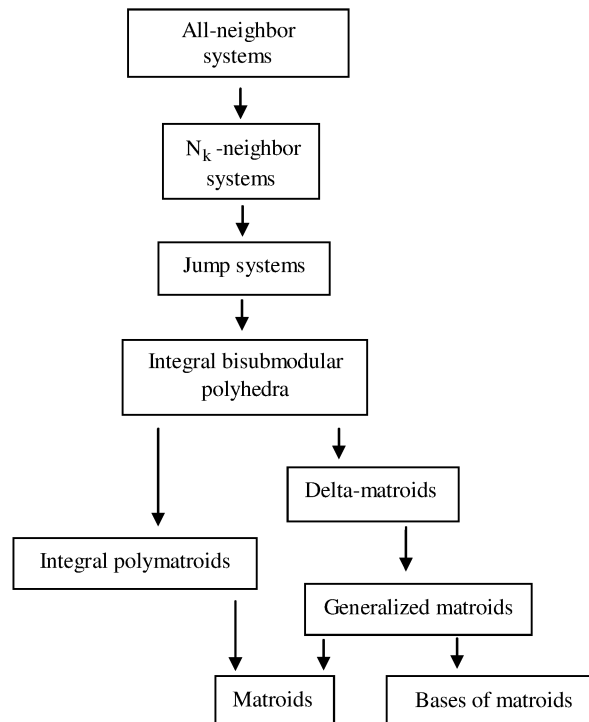 All-neighbor
systems
Nₖ-neighbor
systems
Jump systems
Integral bisubmodular
polyhedra
Delta-matroids
Integral polymatroids
Generalized matroids
Matroids
Bases of matroids